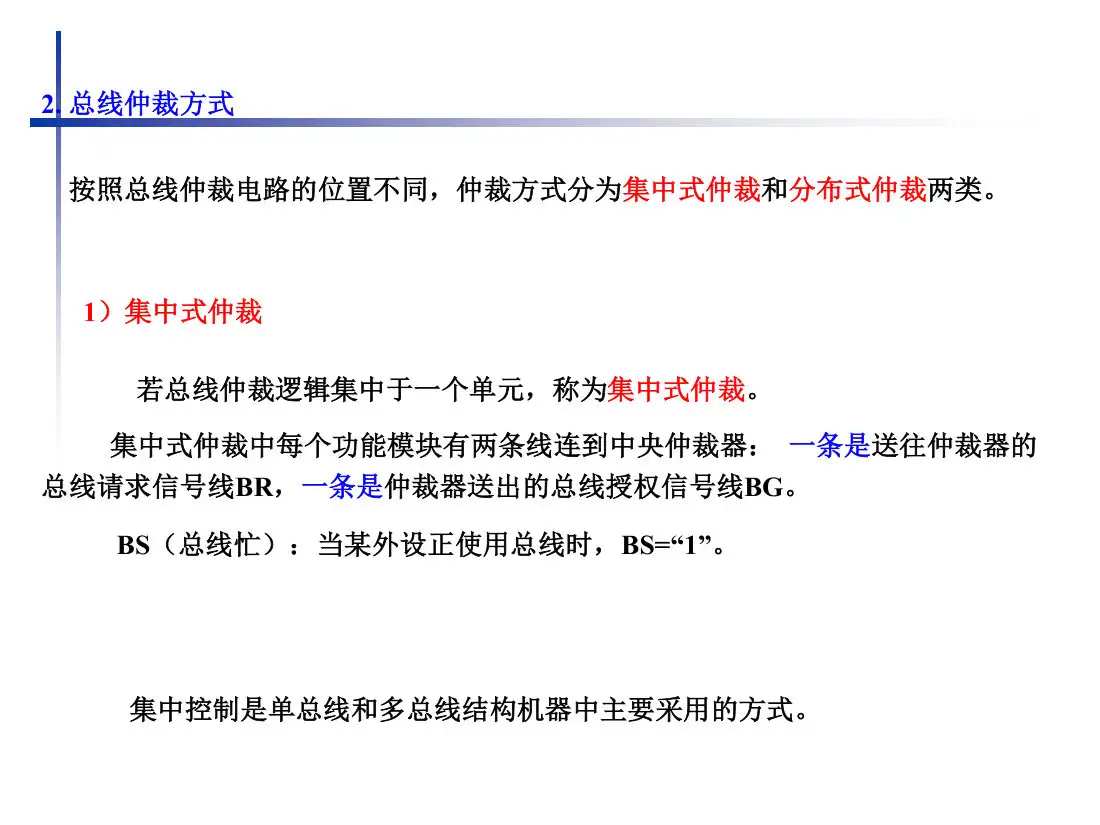 2. 总线仲裁方式
按照总线仲裁电路的位置不同，仲裁方式分为集中式仲裁和分布式仲裁两类。
1）集中式仲裁
若总线仲裁逻辑集中于一个单元，称为集中式仲裁。
集中式仲裁中每个功能模块有两条线连到中央仲裁器： 一条是送往仲裁器的
总线请求信号线BR，一条是仲裁器送出的总线授权信号线BG。
BS（总线忙）：当某外设正使用总线时，BS=“1”。
集中控制是单总线和多总线结构机器中主要采用的方式。